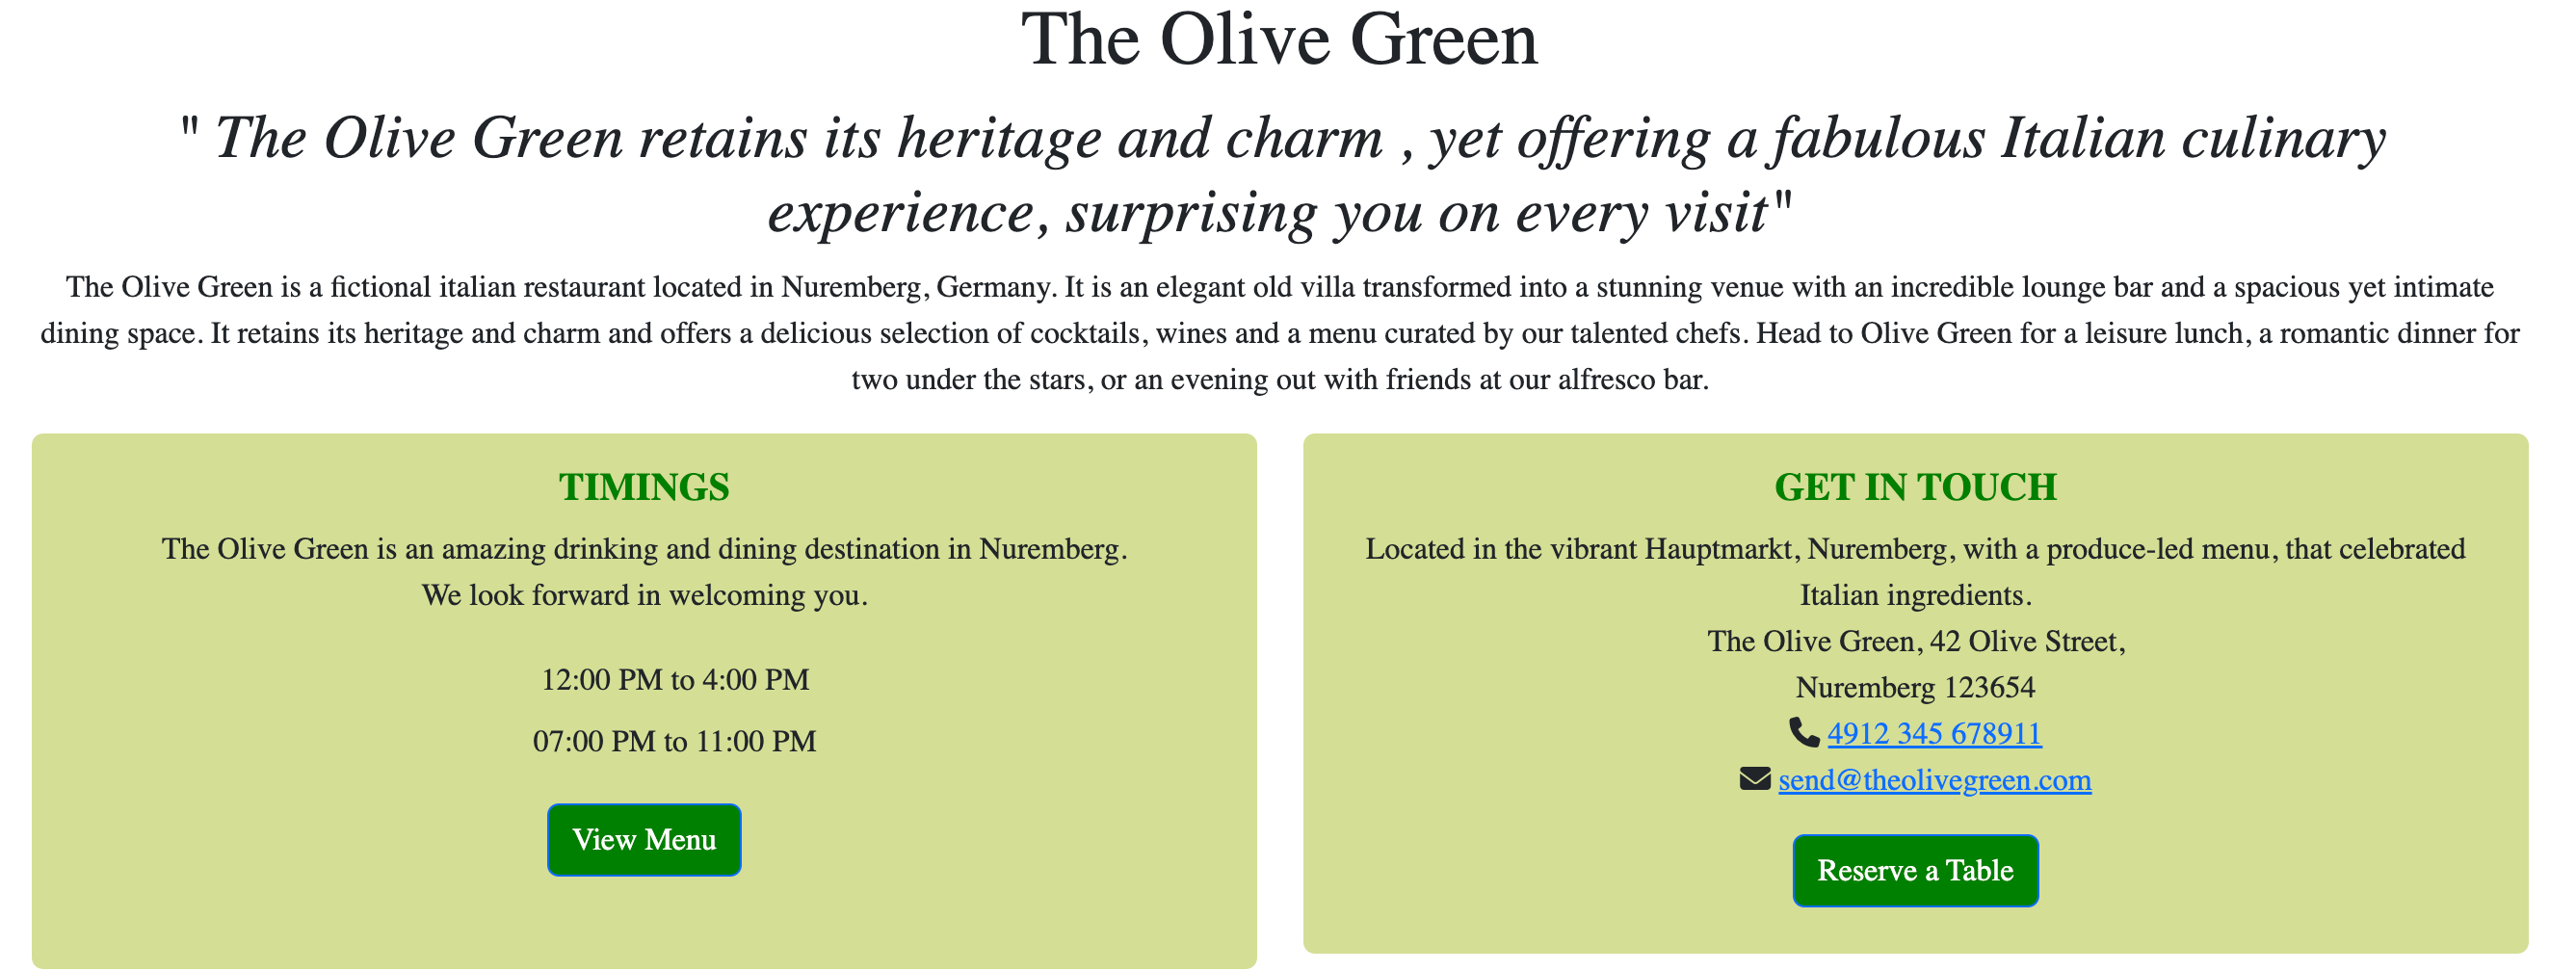 The Olive Green
" The Olive Green retains its heritage and charm , yet offering a fabulous Italian culinary
experience, surprising you on every visit"
The Olive Green is a fictional italian restaurant located in Nuremberg, Germany. It is an elegant old villa transformed into a stunning venue with an incredible lounge bar and a spacious yet intimate
dining space. It retains its heritage and charm and offers a delicious selection of cocktails, wines and a menu curated by our talented chefs. Head to Olive Green for a leisure lunch, a romantic dinner for
two under the stars, or an evening out with friends at our alfresco bar.
TIMINGS
The Olive Green is an amazing drinking and dining destination in Nuremberg.
We look forward in welcoming you.
12:00 PM to 4:00 PM
07:00 PM to 11:00 PM
View Menu
GET IN TOUCH
Located in the vibrant Hauptmarkt, Nuremberg, with a produce-led menu, that celebrated
Italian ingredients.
The Olive Green, 42 Olive Street,
Nuremberg 123654
4912 345 678911
send@theolivegreen.com
Reserve a Table